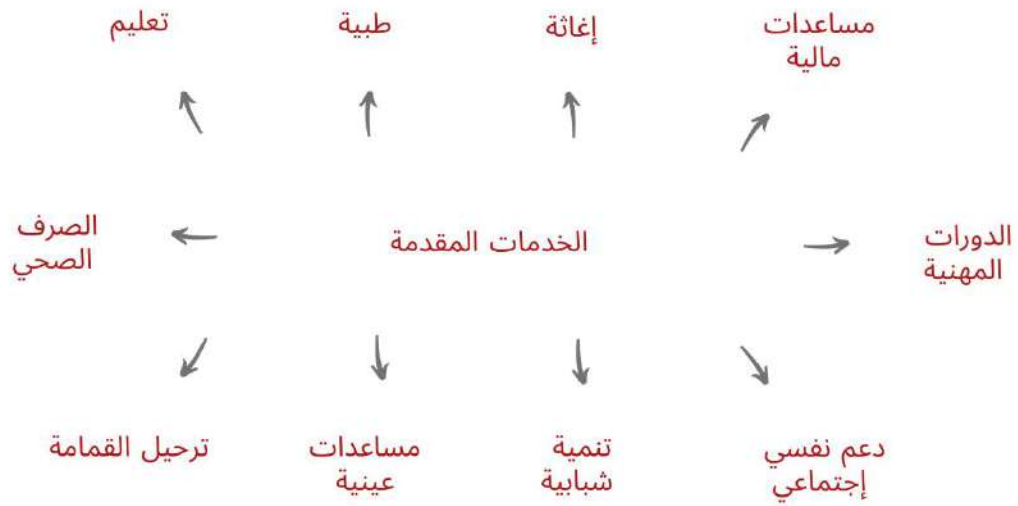 مساعدات
مالية
إغاثة
طبية
تعليم
الدورات
المهنية
الخدمات المقدمة
الصرف
الصحي
دعم نفسي
إجتماعي
تنمية
شبابية
مساعدات
عينية
ترحيل القمامة